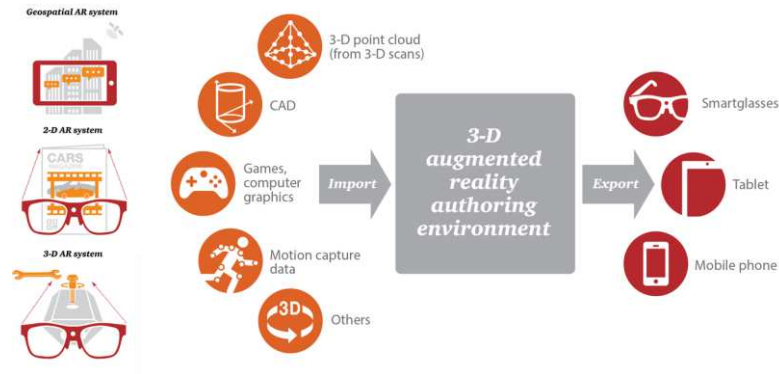 Geospatial AR system
2-D AR system
CARS
MAGAZINE
3-D AR system
3-D point cloud
(from 3-D scans)
CAD
Games,
computer
graphics
Motion capture
data
3D
Others
Import
3-D
augmented
reality
authoring
environment
Export
Smartglasses
Tablet
Mobile phone